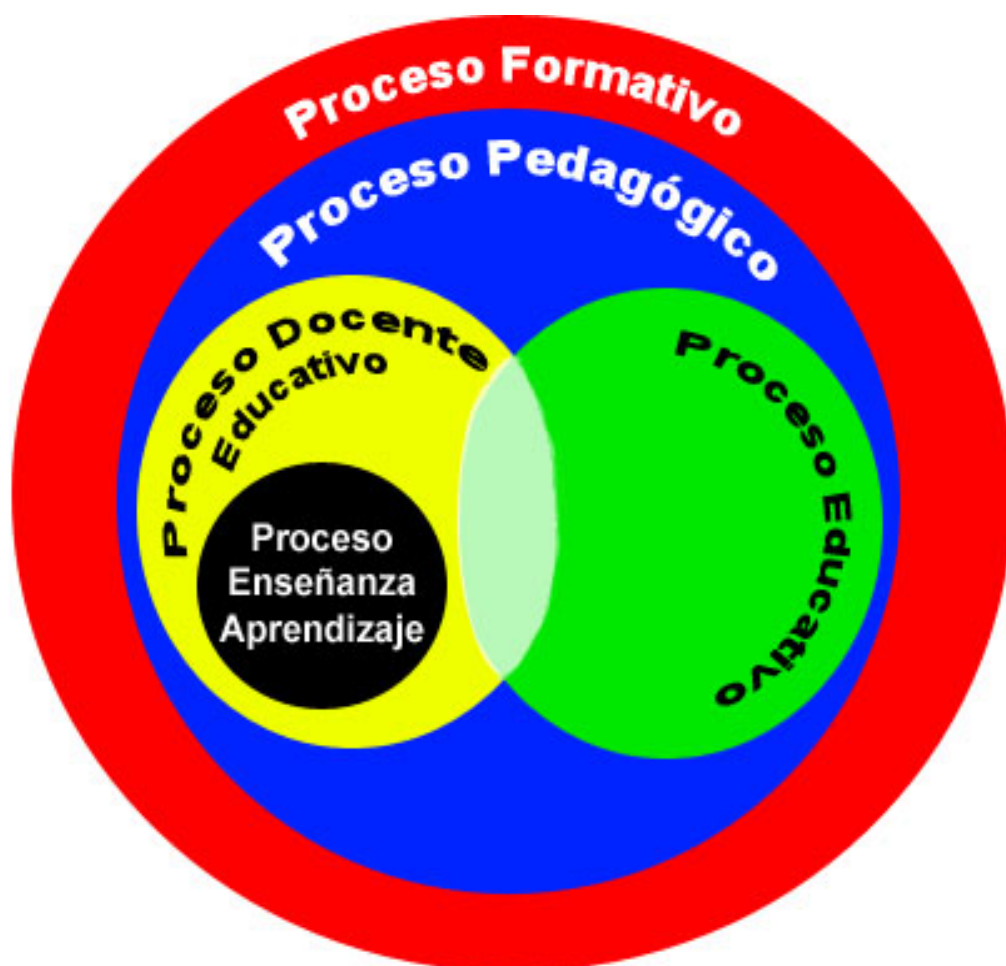 Proceso Formativo
Proceso Pedagógico
Proceso Docente
Educativo
Proceso
Enseñanza
Aprendizaje
Proceso Educativo